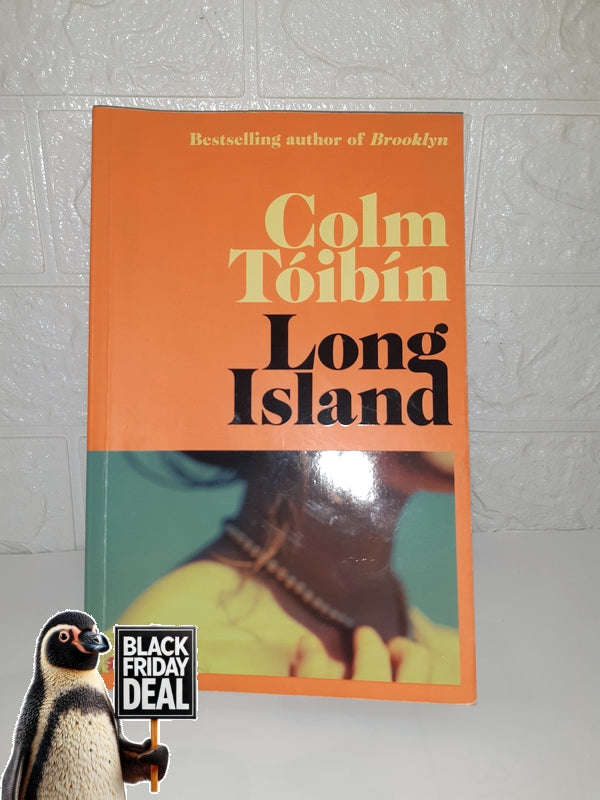 Bestselling author of Brooklyn
Colm
Tóibín
Long
Island
BLACK
FRIDAY
DEAL